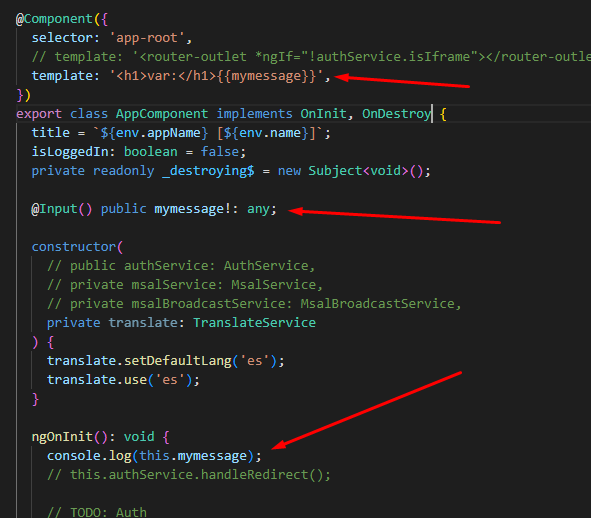 @Component({
  selector: 'app-root',
  // template: '<router-outlet *ngIf="!authService.isIframe"></router-outle
  template: '<h1>var:</h1>{{mymessage}}',
})
export class AppComponent implements OnInit, OnDestroy {
  title = `${env.appName} [${env.name}]`;
  isLoggedIn: boolean = false;
  private readonly _destroying$ = new Subject<void>();

  @Input() public mymessage!: any;

  constructor(
    // public authService: AuthService,
    // private msalService: MsalService,
    // private msalBroadcastService: MsalBroadcastService,
    private translate: TranslateService
  ) {
    translate.setDefaultLang('es');
    translate.use('es');
  }

  ngOnInit(): void {
    console.log(this.mymessage);
    // this.authService.handleRedirect();

    // TODO: Auth